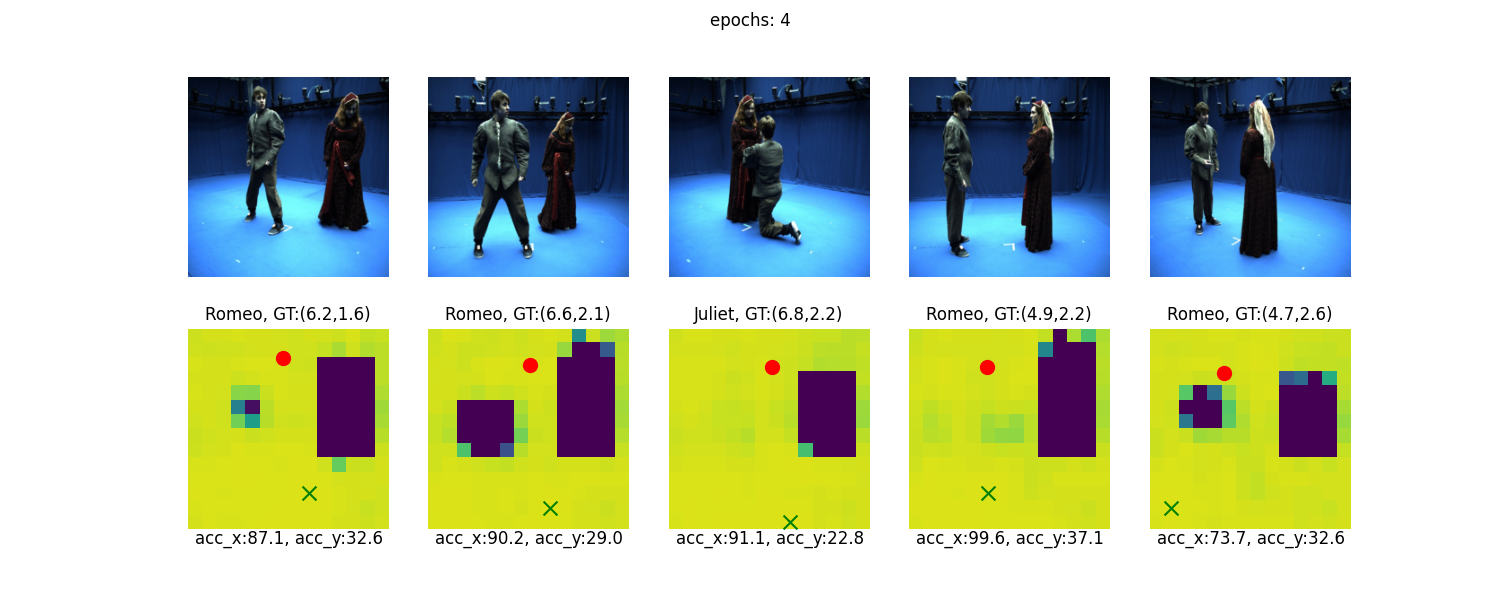 epochs: 4
Romeo, GT:(6.2,1.6)
Romeo, GT:(6.6,2.1)
Juliet, GT:(6.8,2.2)
Romeo, GT:(4.9,2.2)
Romeo, GT:(4.7,2.6)
acc_x:87.1, acc_y:32.6
acc_x:90.2, acc_y:29.0
acc_x:91.1, acc_y:22.8
acc_x:99.6, acc_y:37.1
acc_x:73.7, acc_y:32.6